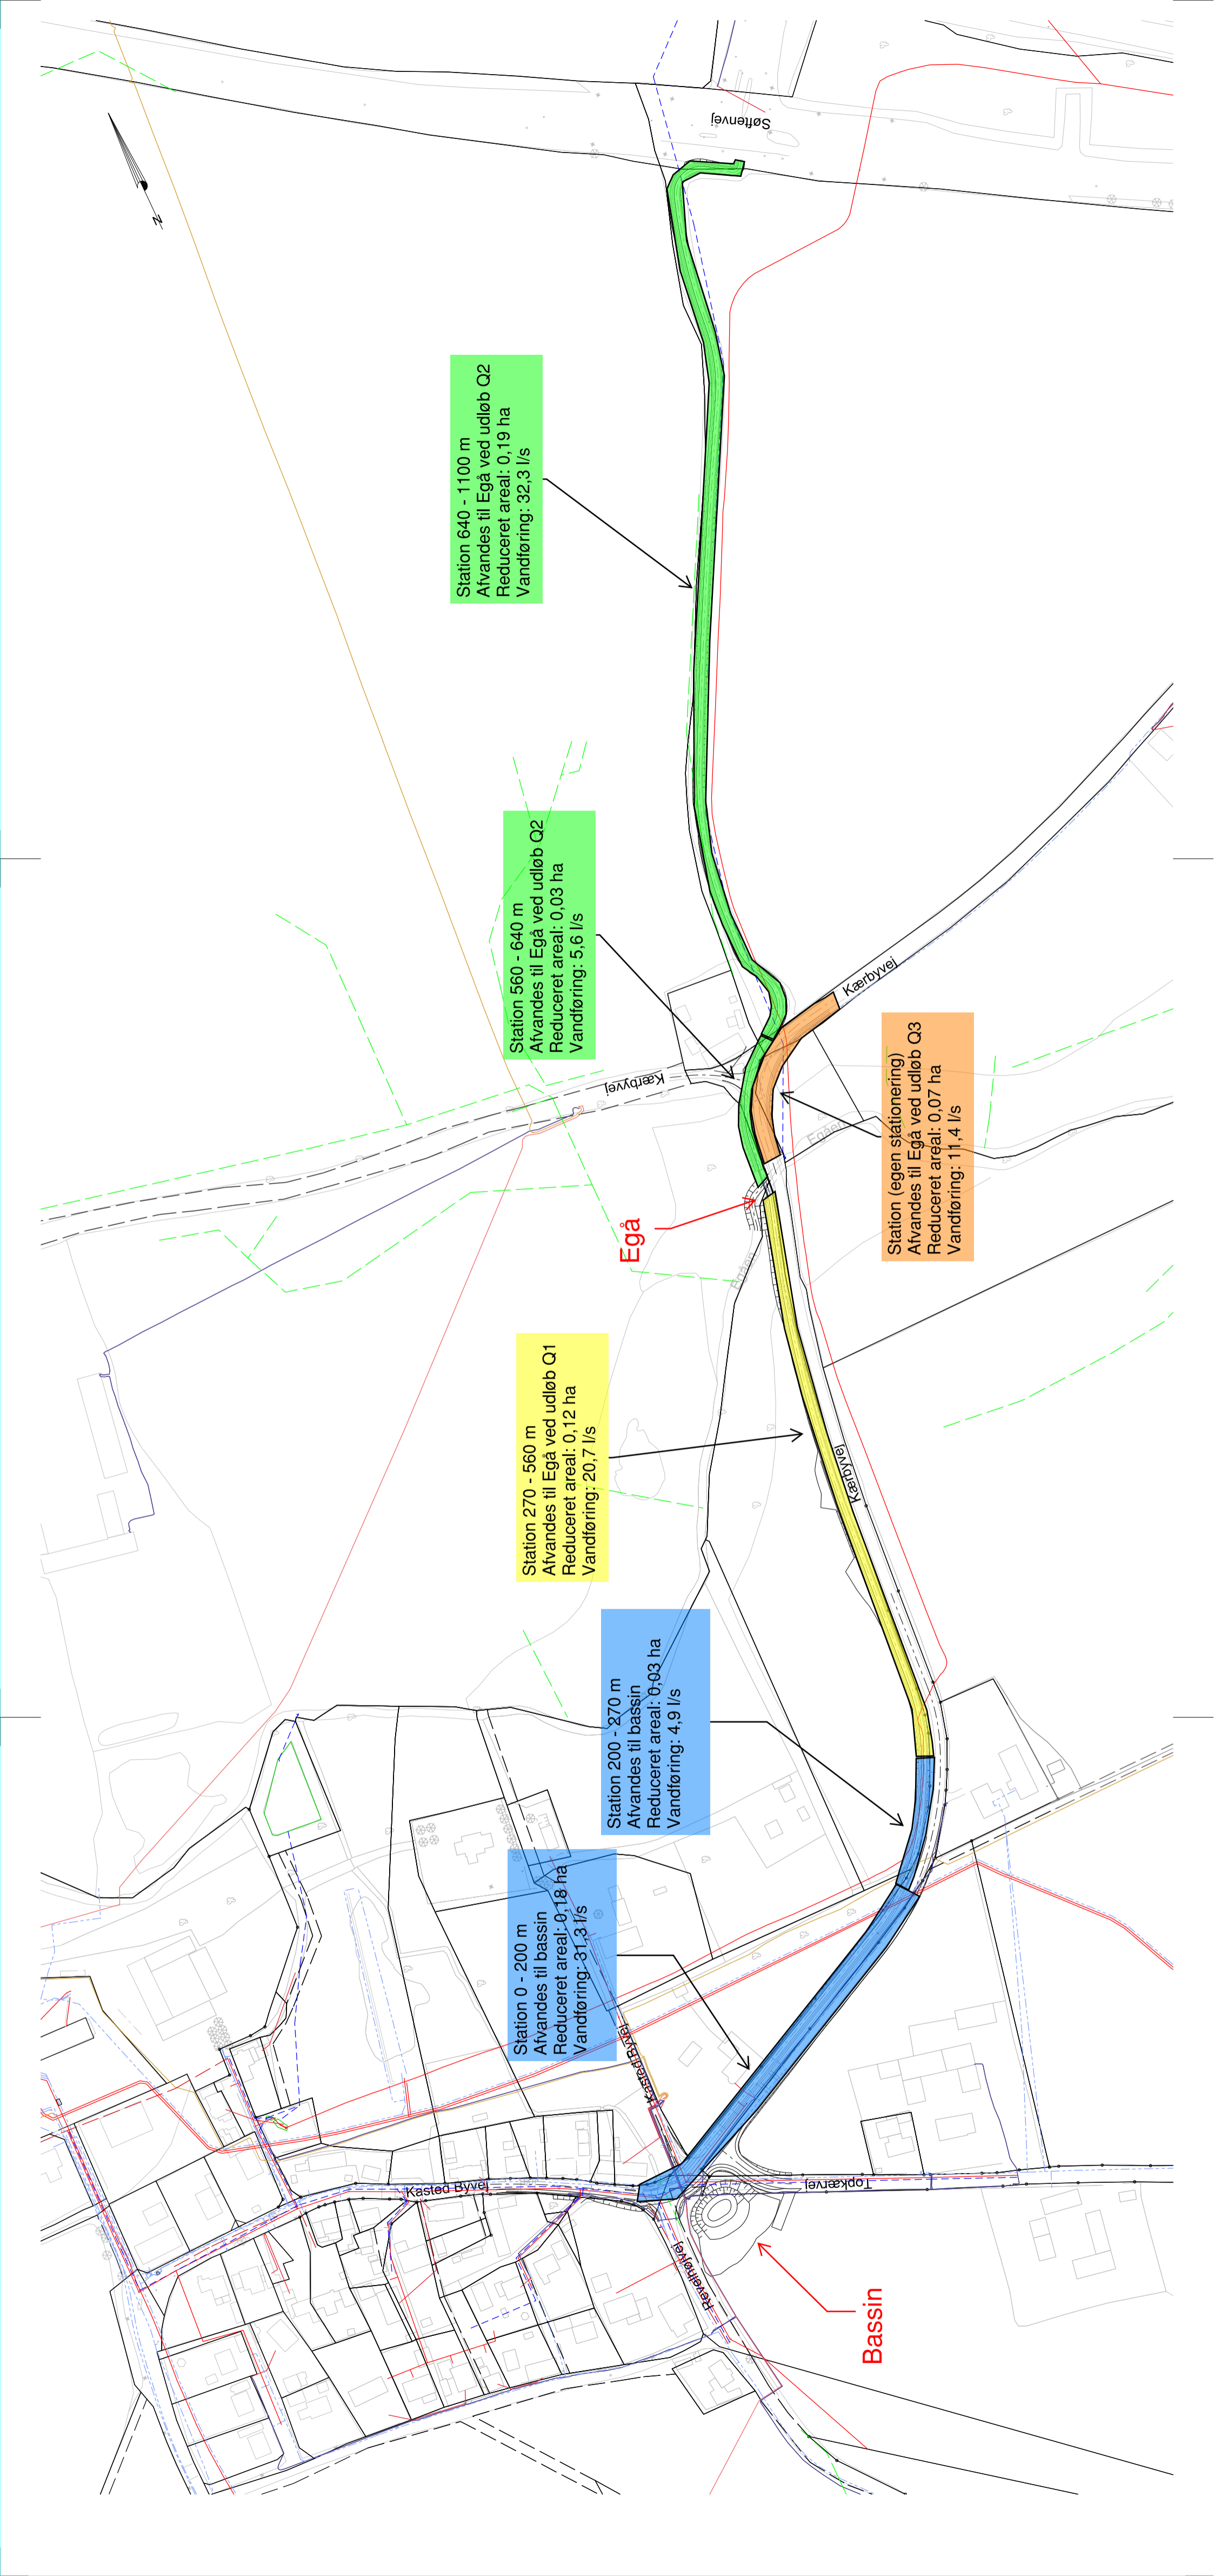 Søftenvej
N
Station 640 - 1100 m
Afvandes til Egå ved udløb Q2
Reduceret areal: 0,19 ha
Vandføring: 32,3 l/s
Station 560 - 640 m
Afvandes til Egå ved udløb Q2
Reduceret areal: 0,03 ha
Vandføring: 5,6 l/s
Kærbyvej
Kærbyvej
Station (egen stationering)
Afvandes til Egå ved udløb Q3
Reduceret areal: 0,07 ha
Vandføring: 11,4 l/s
Egåen
Egå
Egåen
Station 270 - 560 m
Afvandes til Egå ved udløb Q1
Reduceret areal: 0,12 ha
Vandføring: 20,7 l/s
Kærbyvej
Station 200 - 270 m
Afvandes til bassin
Reduceret areal: 0,03 ha
Vandføring: 4,9 l/s
Station 0 - 200 m
Afvandes til bassin
Reduceret areal: 0,18 ha
Vandføring: 31,3 l/s
Kasted Byvej
Kasted Byvej
Topkærvej
Revelhøjvej
Bassin